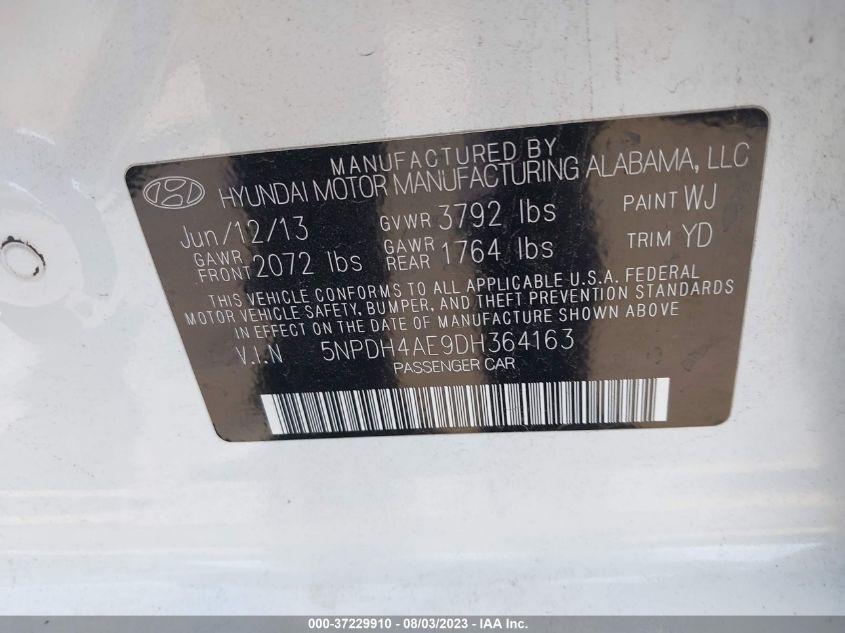 MANUFACTURED BY
HYUNDAI MOTOR MANUFACTURING ALABAMA, LLC
Jun/12/13 GVWR 3792 lbs PAINT WJ
GAWR FRONT 2072 lbs GAWR REAR 1764 lbs TRIM YD
THIS VEHICLE CONFORMS TO ALL APPLICABLE U.S.A. FEDERAL
MOTOR VEHICLE SAFETY, BUMPER, AND THEFT PREVENTION STANDARDS
IN EFFECT ON THE DATE OF MANUFACTURE SHOWN ABOVE
V.I.N 5NPDH4AE9DH364163
PASSENGER CAR
000-37229910 - 08/03/2023 - IAA Inc.